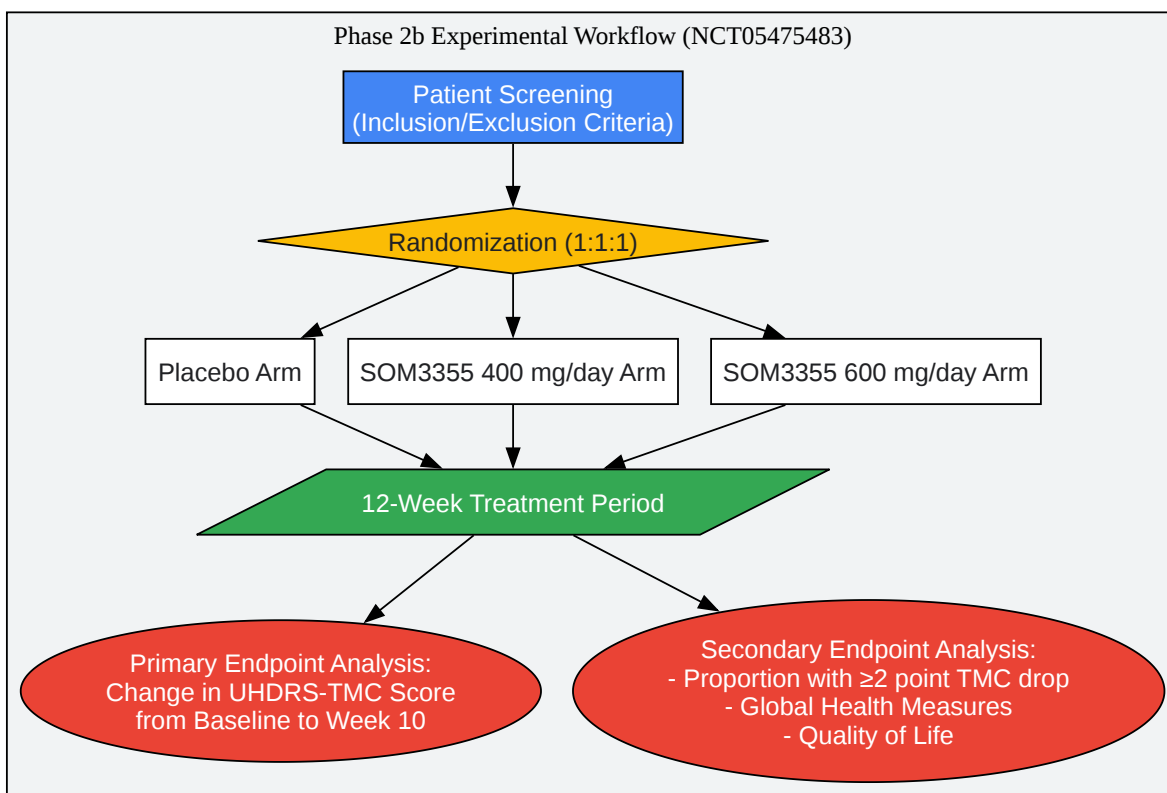 Phase 2b Experimental Workflow (NCT05475483)
Patient Screening
(Inclusion/Exclusion Criteria)
Randomization (1:1:1)
Placebo Arm
SOM3355 400 mg/day Arm
SOM3355 600 mg/day Arm
12-Week Treatment Period
Primary Endpoint Analysis:
Change in UHDRS-TMC Score
from Baseline to Week 10
Secondary Endpoint Analysis:
- Proportion with ≥2 point TMC drop
- Global Health Measures
- Quality of Life